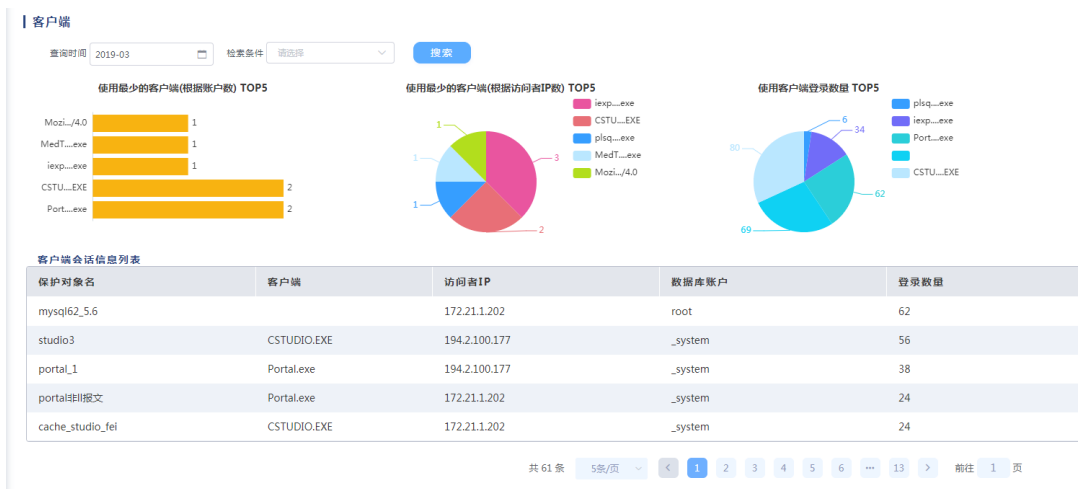 客户端
查询时间 2019-03 检索条件 请选择 搜索
使用最少的客户端(根据账户数) TOP5
Mozi.../4.0 1
MedT....exe 1
iexp....exe 1
CSTU....EXE 2
Port....exe 2
使用最少的客户端(根据访问者IP数) TOP5
iexp....exe
CSTU....EXE
plsq....exe
MedT....exe
Mozi.../4.0
1
1
3
1
2
使用客户端登录数量 TOP5
plsq....exe
iexp....exe
Port....exe
CSTU....EXE
6
34
80
62
69
客户端会话信息列表
保护对象名 客户端 访问者IP 数据库账户 登录数量
mysql62_5.6 172.21.1.202 root 62
studio3 CSTUDIO.EXE 194.2.100.177 _system 56
portal_1 Portal.exe 194.2.100.177 _system 38
portal非ll报文 Portal.exe 172.21.1.202 _system 24
cache_studio_fei CSTUDIO.EXE 172.21.1.202 _system 24
共 61 条 5条/页 < 1 2 3 4 5 6 ••• 13 > 前往 1 页